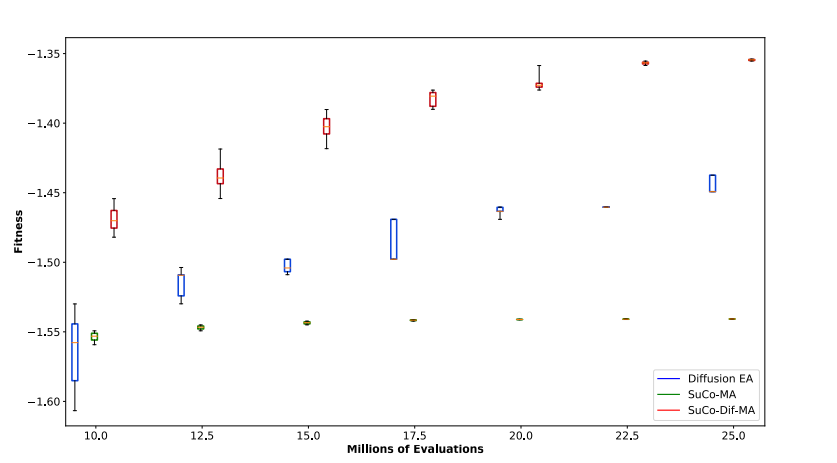 −1.35
−1.40
−1.45
−1.50
−1.55
−1.60
Fitness
10.0 12.5 15.0 17.5 20.0 22.5 25.0
Millions of Evaluations
Diffusion EA
SuCo-MA
SuCo-Dif-MA